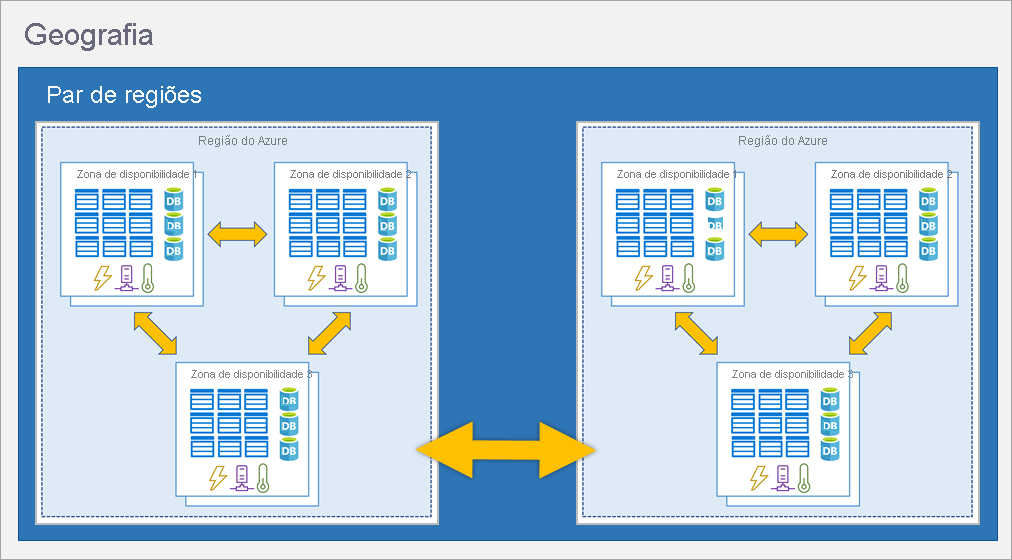 Geografia
Par de regiões
Região do Azure
Zona de disponibilidade 1
DB
DB
DB
Zona de disponibilidade 2
DB
DB
DB
Zona de disponibilidade 3
DB
DB
DB
Região do Azure
Zona de disponibilidade 1
DB
DB
DB
Zona de disponibilidade 2
DB
DB
DB
Zona de disponibilidade 3
DB
DB
DB